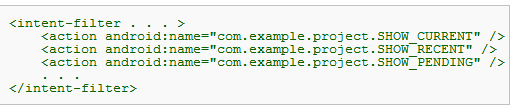 <intent-filter . . . >
    <action android:name="com.example.project.SHOW_CURRENT" />
    <action android:name="com.example.project.SHOW_RECENT" />
    <action android:name="com.example.project.SHOW_PENDING" />
    . . .
</intent-filter>